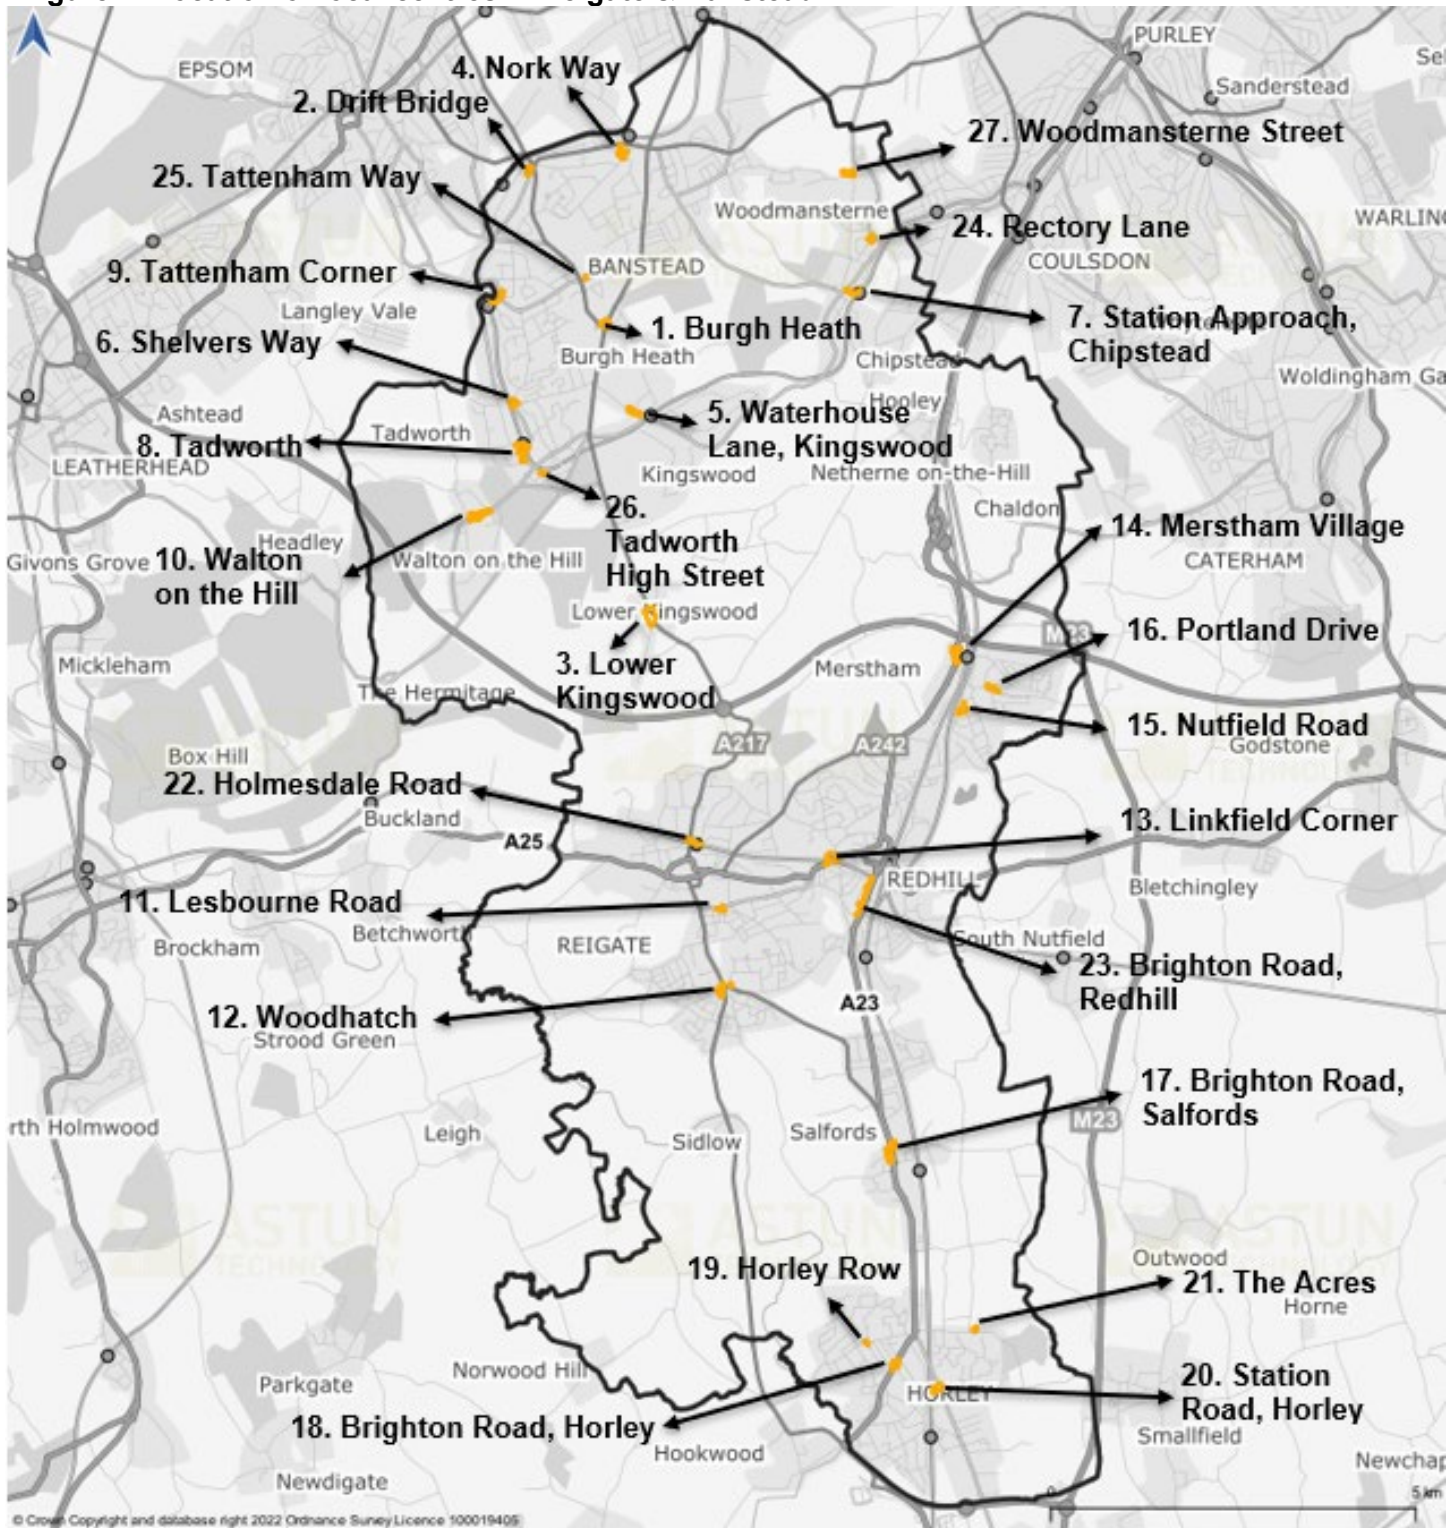 PURLEY
EPSOM
4. Nork Way
Sanderstead
2. Drift Bridge
27. Woodmansterne Street
25. Tattenham Way
Woodmansterne
24. Rectory Lane
9. Tattenham Corner
BANSTEAD
COULSDON
Langley Vale
6. Shelvers Way
1. Burgh Heath
7. Station Approach,
Chipstead
Burgh Heath
Chipstead
Ashtead
Hooley
5. Waterhouse
Lane, Kingswood
8. Tadworth
Tadworth
LEATHERHEAD
Kingswood
Netherne on-the-Hill
Chaldon
26.
Tadworth
High Street
14. Merstham Village
Headley
Givons Grove
10. Walton
on the Hill
Walton on the Hill
CATERHAM
Lower Kingswood
M23
16. Portland Drive
Mickleham
3. Lower
Kingswood
Merstham
The Hermitage
15. Nutfield Road
A217
A242
Godstone
Box Hill
22. Holmesdale Road
Buckland
A25
13. Linkfield Corner
REDHILL
Bletchingley
11. Lesbourne Road
Betchworth
Brockham
REIGATE
South Nutfield
23. Brighton Road,
Redhill
A23
12. Woodhatch
Strood Green
17. Brighton Road,
Salfords
M23
rth Holmwood
Leigh
Sidlow
Salfords
ASTUN
TECHNOLOGY
19. Horley Row
Outwood
21. The Acres
Horne
Norwood Hill
Parkgate
HORLEY
20. Station
Road, Horley
18. Brighton Road, Horley
Hookwood
Smallfield
Newdigate
Newchap
0
5 km
© Crown Copyright and database right 2022 Ordnance Survey Licence 100019405